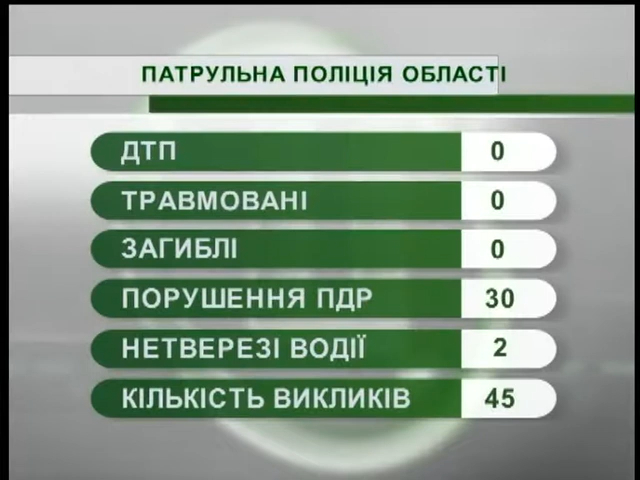 ПАТРУЛЬНА ПОЛІЦІЯ ОБЛАСТІ
ДТП 0
ТРАВМОВАНІ 0
ЗАГИБЛІ 0
ПОРУШЕННЯ ПДР 30
НЕТВЕРЕЗІ ВОДІЇ 2
КІЛЬКІСТЬ ВИКЛИКІВ 45